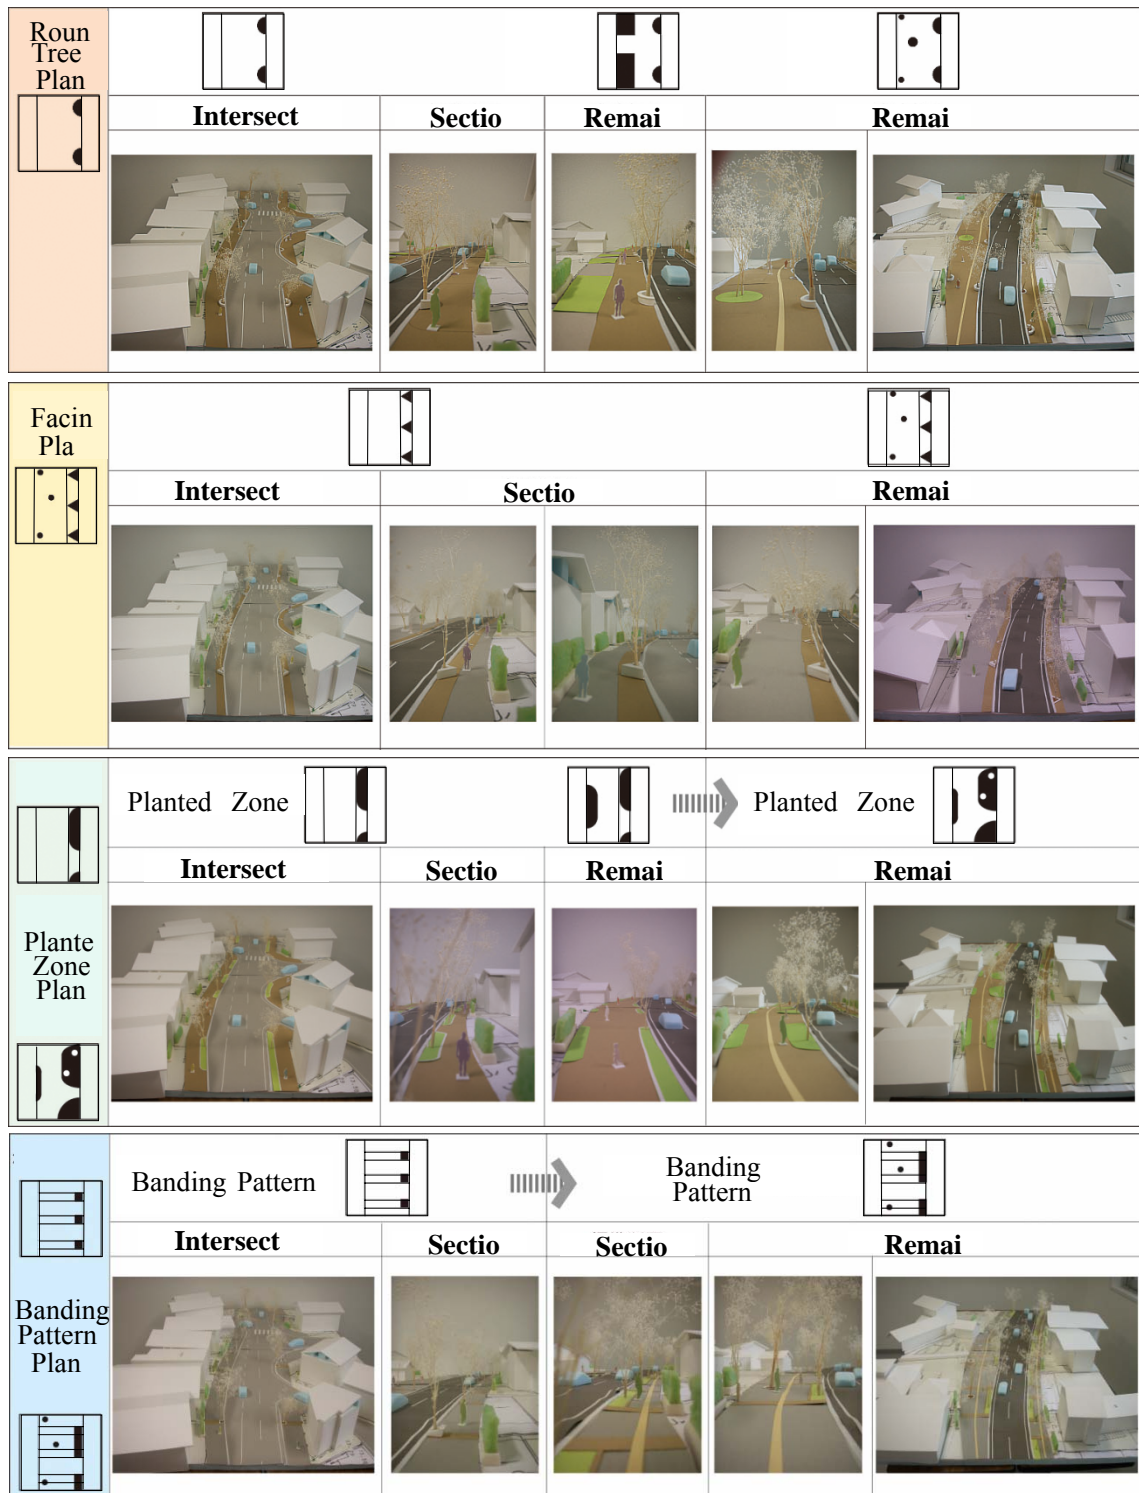 Roun
Tree
Plan
Intersect Sectio Remai Remai
Facin
Pla
Intersect Sectio Remai
Planted Zone Planted Zone
Intersect Sectio Remai Remai
Plante
Zone
Plan
Banding Pattern Banding
Pattern
Intersect Sectio Sectio Remai
Banding
Pattern
Plan